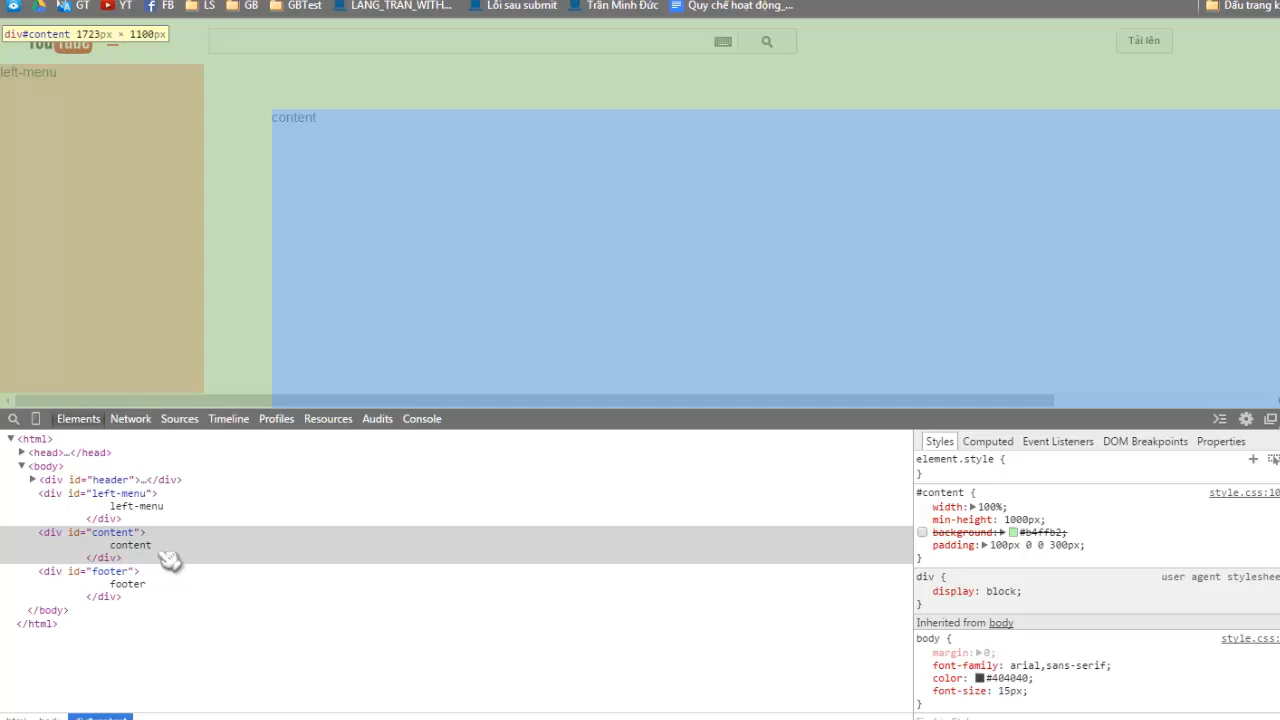 GT YT FB LS GB GBTest LANG_TRAN_WITH... Lỗi sau submit Trần Minh Đức Quy chế hoạt động_... Dấu trang k
div#content 1723px × 1100px
YouTube Tải lên
left-menu
content
Elements Network Sources Timeline Profiles Resources Audits Console
<html>
<head>…</head>
<body>
<div id="header">…</div>
<div id="left-menu">
left-menu
</div>
<div id="content">
content
</div>
<div id="footer">
footer
</div>
</body>
</html>
Styles Computed Event Listeners DOM Breakpoints Properties
element.style {
}
#content { style.css:10
width: 100%;
min-height: 1000px;
background: #b4ffb2;
padding: 100px 0 0 300px;
}
div { user agent styleshee
display: block;
}
Inherited from body
body { style.css:
margin: 0;
font-family: arial,sans-serif;
color: #404040;
font-size: 15px;
}